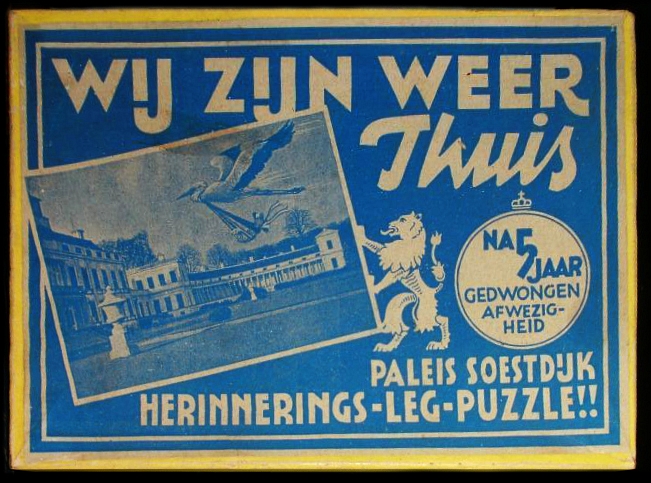 WIJ ZIJN WEER
Thuis
NA 5 JAAR
GEDWONGEN
AFWEZIG-
HEID
PALEIS SOESTDIJK
HERINNERINGS-LEG-PUZZLE!!